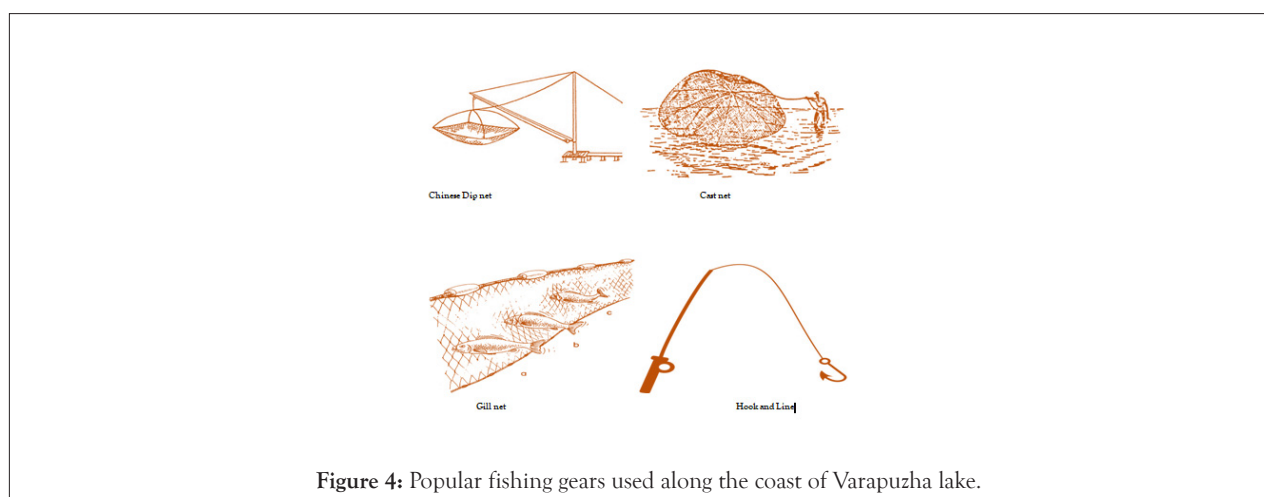 Chinese Dip net
Cast net
c
b
a
Gill net
Hook and Line
Figure 4: Popular fishing gears used along the coast of Varapuzha lake.